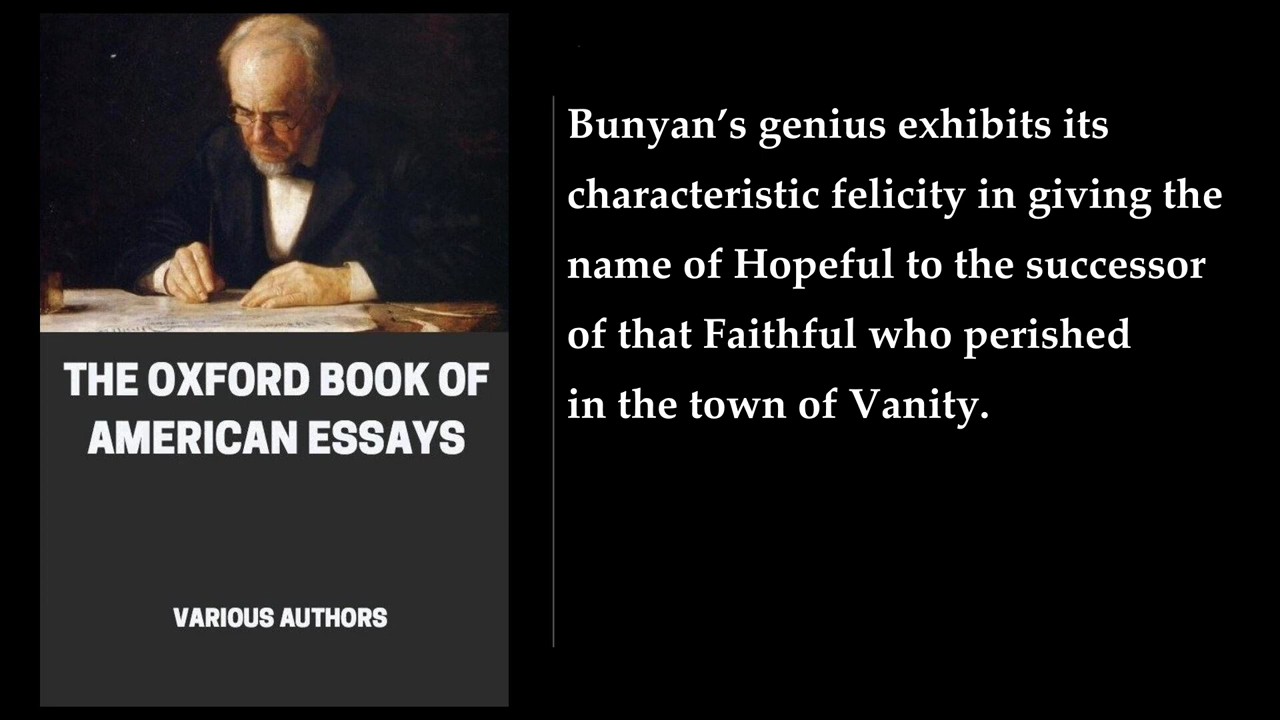 THE OXFORD BOOK OF
AMERICAN ESSAYS
VARIOUS AUTHORS
Bunyan’s genius exhibits its
characteristic felicity in giving the
name of Hopeful to the successor
of that Faithful who perished
in the town of Vanity.